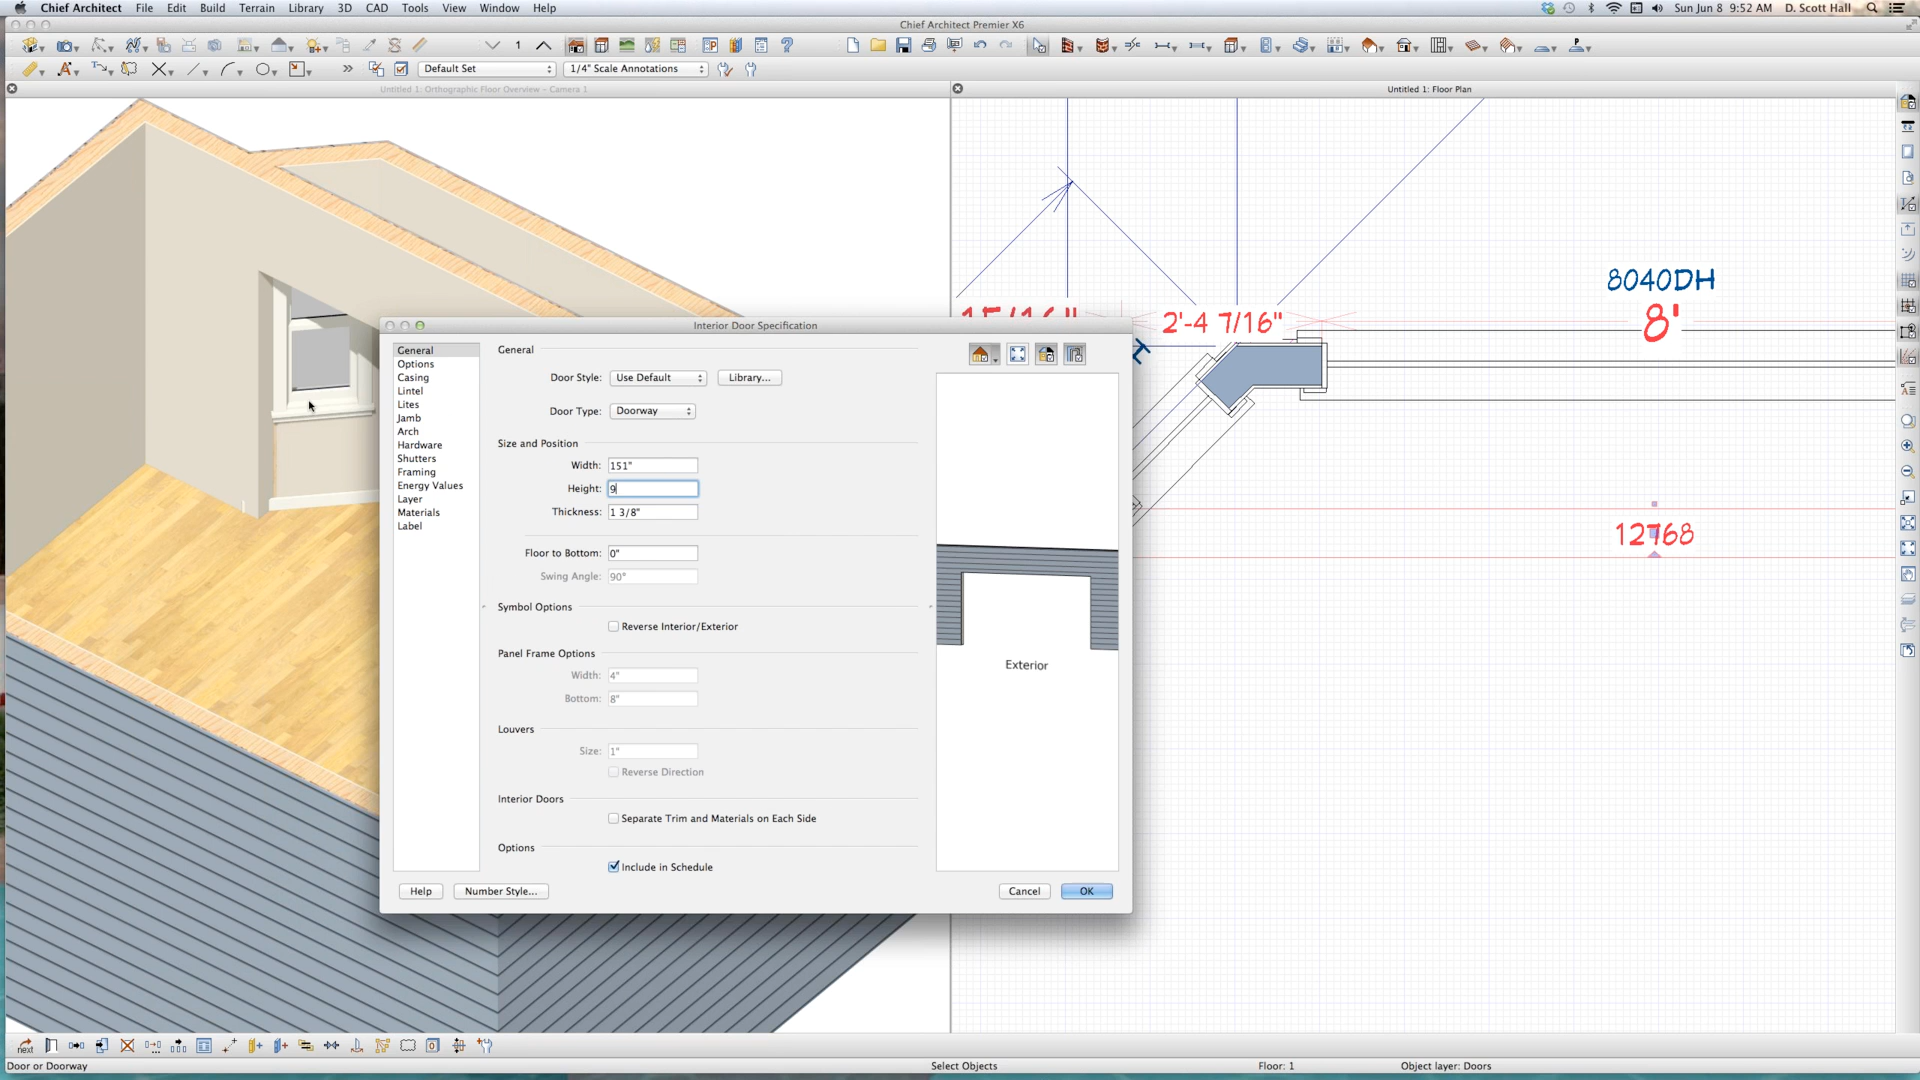 Chief Architect File Edit Build Terrain Library 3D CAD Tools View Window Help Sun Jun 8 9:52 AM D. Scott Hall
Chief Architect Premier X6
1
Default Set 1/4" Scale Annotations
Untitled 1: Orthographic Floor Overview – Camera 1 Untitled 1: Floor Plan
8040DH
2'-4 7/16" 8'
12768
Interior Door Specification
General
Options
Casing
Lintel
Lites
Jamb
Arch
Hardware
Shutters
Framing
Energy Values
Layer
Materials
Label
General
Door Style: Use Default Library...
Door Type: Doorway
Size and Position
Width: 151"
Height: 9
Thickness: 1 3/8"
Floor to Bottom: 0"
Swing Angle: 90°
Symbol Options
Reverse Interior/Exterior
Panel Frame Options
Width: 4"
Bottom: 8"
Louvers
Size: 1"
Reverse Direction
Interior Doors
Separate Trim and Materials on Each Side
Options
Include in Schedule
Exterior
Help Number Style... Cancel OK
next
Door or Doorway Select Objects Floor: 1 Object layer: Doors